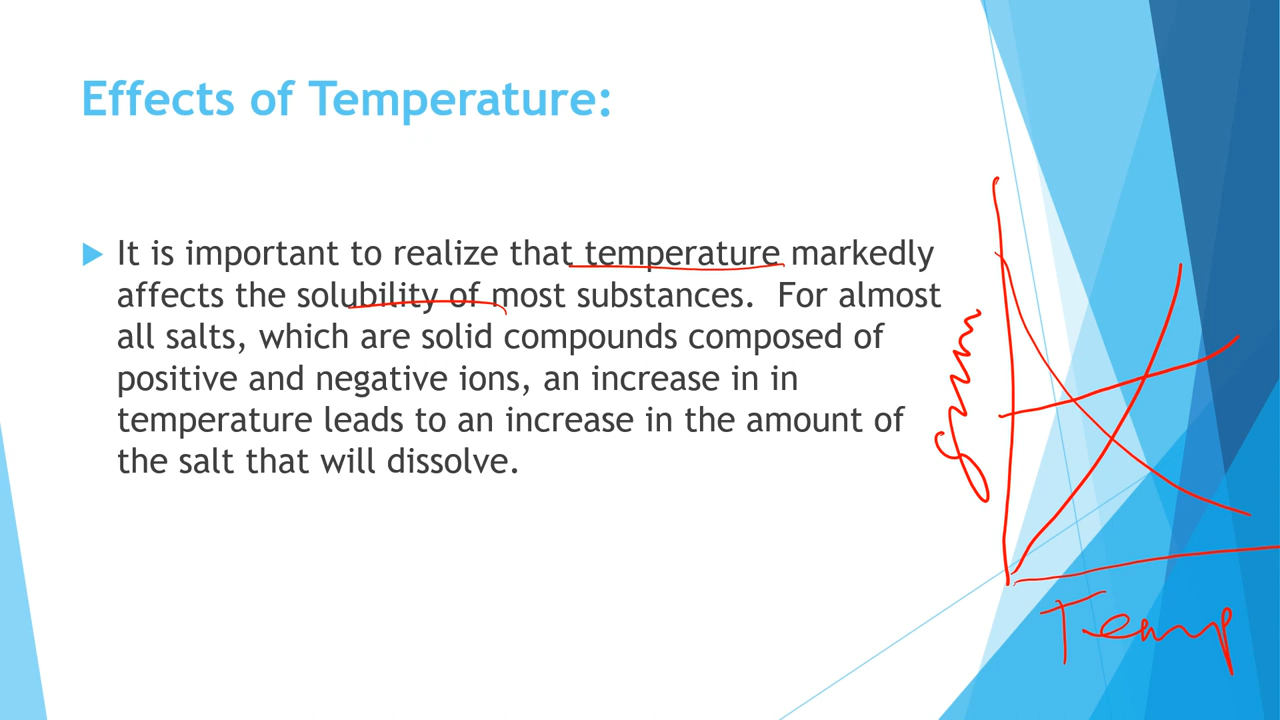 Effects of Temperature:
It is important to realize that temperature markedly
affects the solubility of most substances.  For almost
all salts, which are solid compounds composed of
positive and negative ions, an increase in in
temperature leads to an increase in the amount of
the salt that will dissolve.
Temp